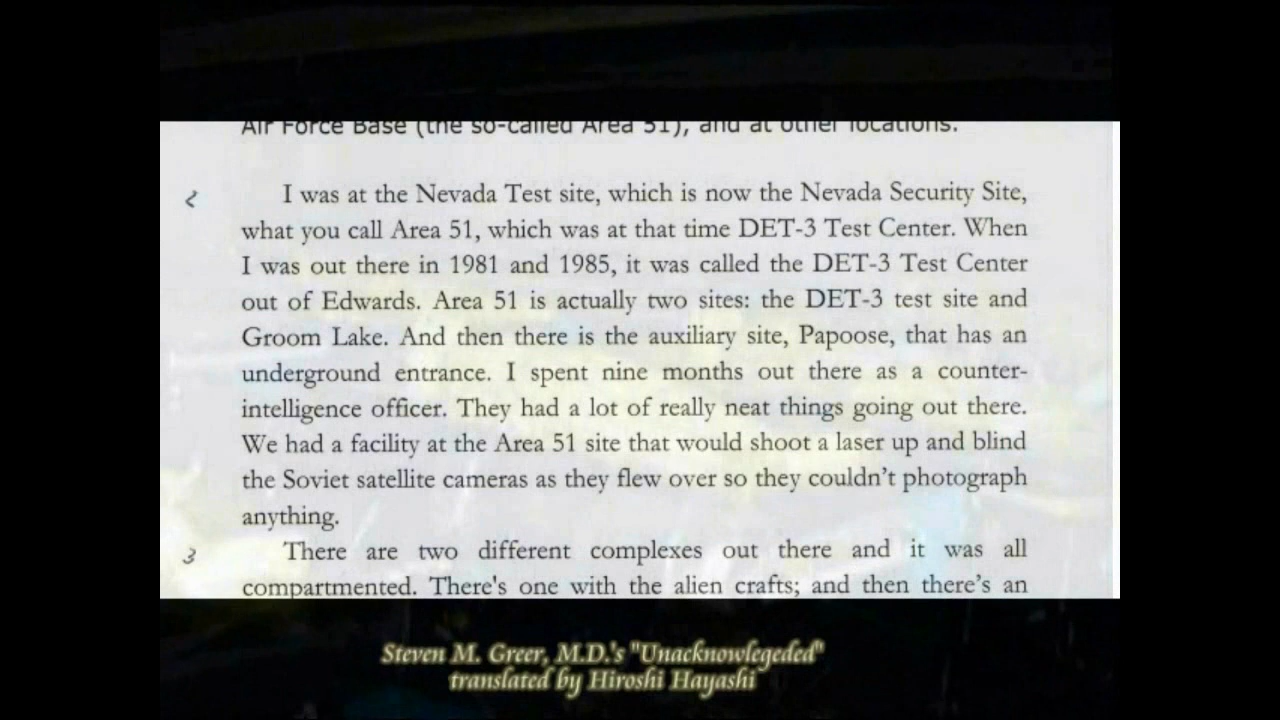 Air Force Base (the so-called Area 51), and at other locations.
2
I was at the Nevada Test site, which is now the Nevada Security Site,
what you call Area 51, which was at that time DET-3 Test Center. When
I was out there in 1981 and 1985, it was called the DET-3 Test Center
out of Edwards. Area 51 is actually two sites: the DET-3 test site and
Groom Lake. And then there is the auxiliary site, Papoose, that has an
underground entrance. I spent nine months out there as a counter-
intelligence officer. They had a lot of really neat things going out there.
We had a facility at the Area 51 site that would shoot a laser up and blind
the Soviet satellite cameras as they flew over so they couldn't photograph
anything.
3
There are two different complexes out there and it was all
compartmented. There's one with the alien crafts; and then there's an
Steven M. Greer, M.D.'s "Unacknowlegeded"
translated by Hiroshi Hayashi